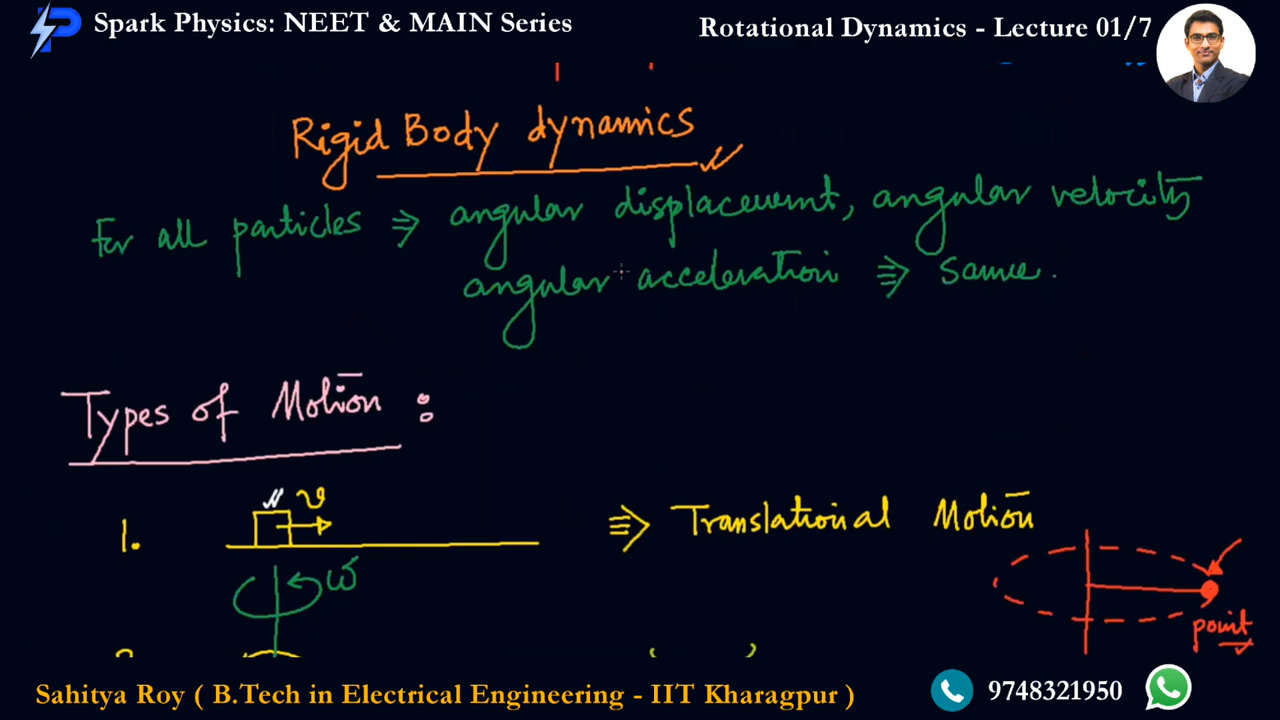 Spark Physics: NEET & MAIN Series
Rotational Dynamics - Lecture 01/7
Rigid Body dynamics
For all particles ⇒ angular displacement, angular velocity
angular acceleration ⇒ same.
Types of Motion :
1. v ⇒ Translational Motion
ω
point
Sahitya Roy ( B.Tech in Electrical Engineering - IIT Kharagpur )
9748321950